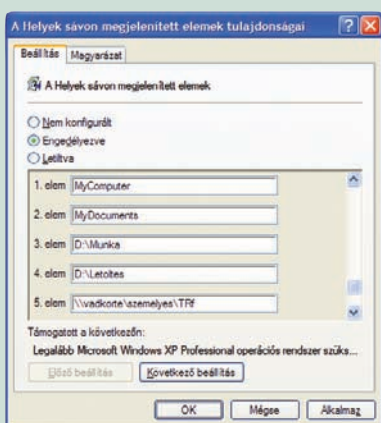 A Helyek sávon megjelenített elemek tulajdonságai
Beállítás Magyarázat
A Helyek sávon megjelenített elemek
Nem konfigurált
Engedélyezve
Letiltva
1. elem MyComputer
2. elem MyDocuments
3. elem D:\Munka
4. elem D:\Letoltes
5. elem \\vadkorte\szemelyes\TRf
Támogatott a következőn:
Legalább Microsoft Windows XP Professional operációs rendszer szüks...
Előző beállítás Következő beállítás
OK Mégse Alkalmaz